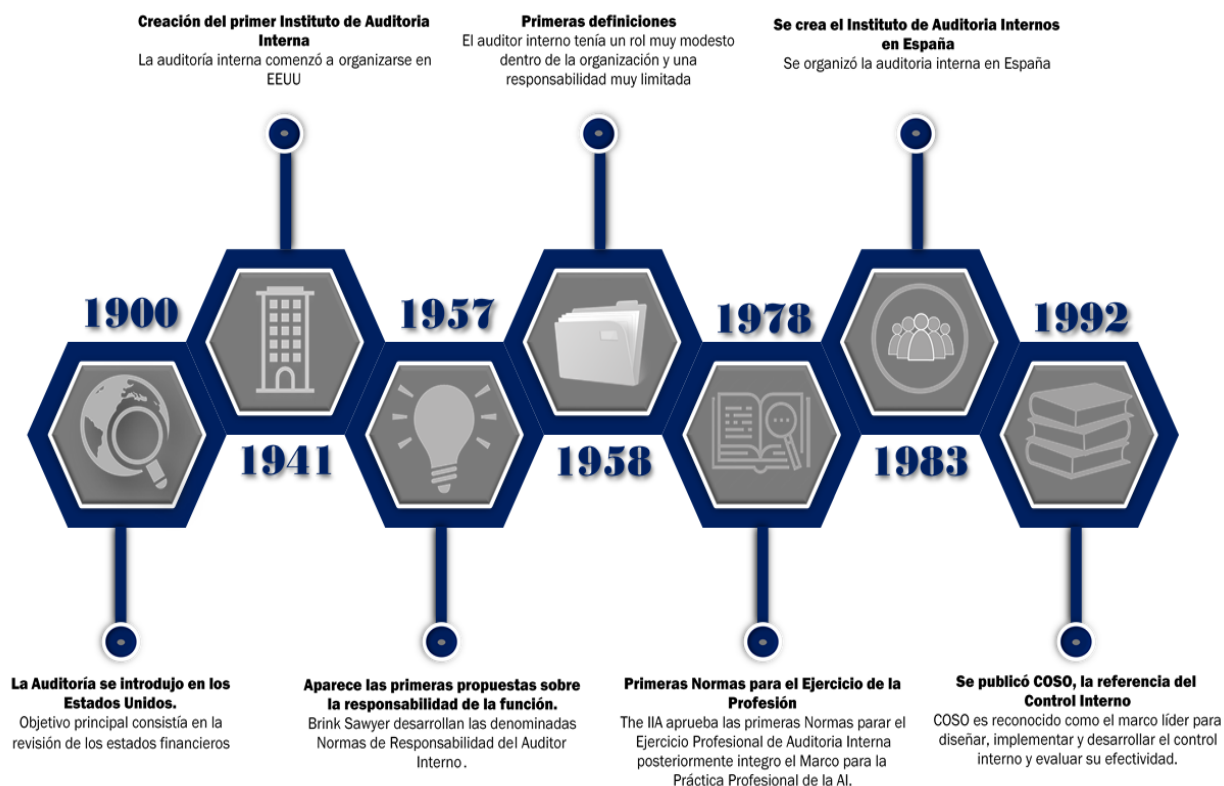 Creación del primer Instituto de Auditoria
Interna
La auditoría interna comenzó a organizarse en
EEUU
Primeras definiciones
El auditor interno tenía un rol muy modesto
dentro de la organización y una
responsabilidad muy limitada
Se crea el Instituto de Auditoria Internos
en España
Se organizó la auditoria interna en España
1900
1941
1957
1958
1978
1983
1992
La Auditoría se introdujo en los
Estados Unidos.
Objetivo principal consistía en la
revisión de los estados financieros
Aparece las primeras propuestas sobre
la responsabilidad de la función.
Brink Sawyer desarrollan las denominadas
Normas de Responsabilidad del Auditor
Interno.
Primeras Normas para el Ejercicio de la
Profesión
The IIA aprueba las primeras Normas parar el
Ejercicio Profesional de Auditoria Interna
posteriormente integro el Marco para la
Práctica Profesional de la AI.
Se publicó COSO, la referencia del
Control Interno
COSO es reconocido como el marco líder para
diseñar, implementar y desarrollar el control
interno y evaluar su efectividad.